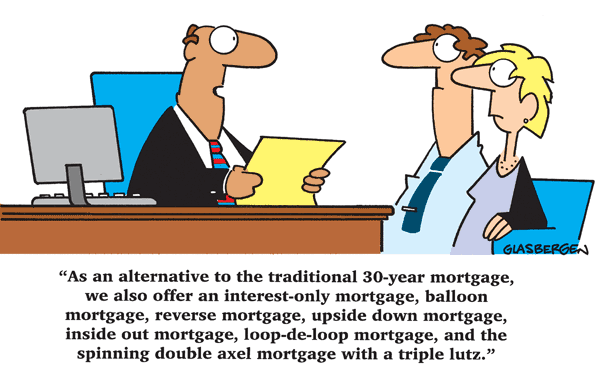 GLASBERGEN
“As an alternative to the traditional 30-year mortgage,
we also offer an interest-only mortgage, balloon
mortgage, reverse mortgage, upside down mortgage,
inside out mortgage, loop-de-loop mortgage, and the
spinning double axel mortgage with a triple lutz.”